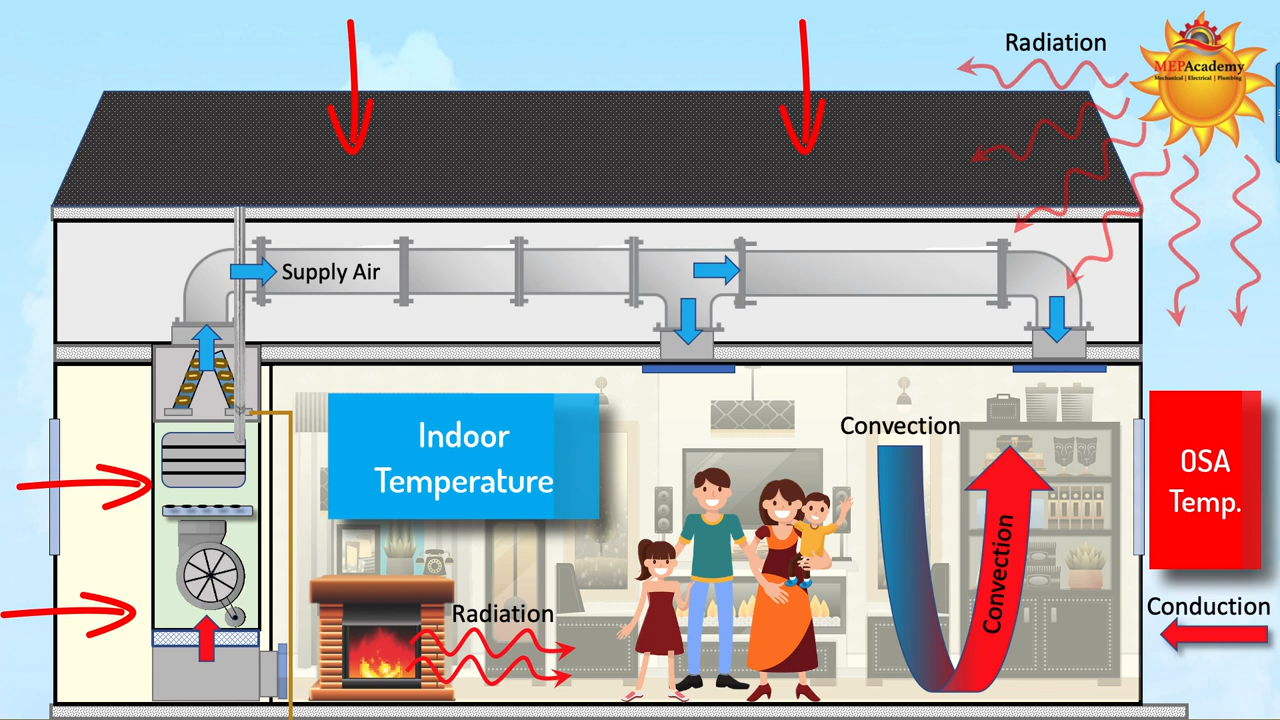 Radiation
MEPAcademy
Mechanical | Electrical | Plumbing
Supply Air
Indoor
Temperature
Convection
OSA
Temp.
Convection
Radiation
Conduction